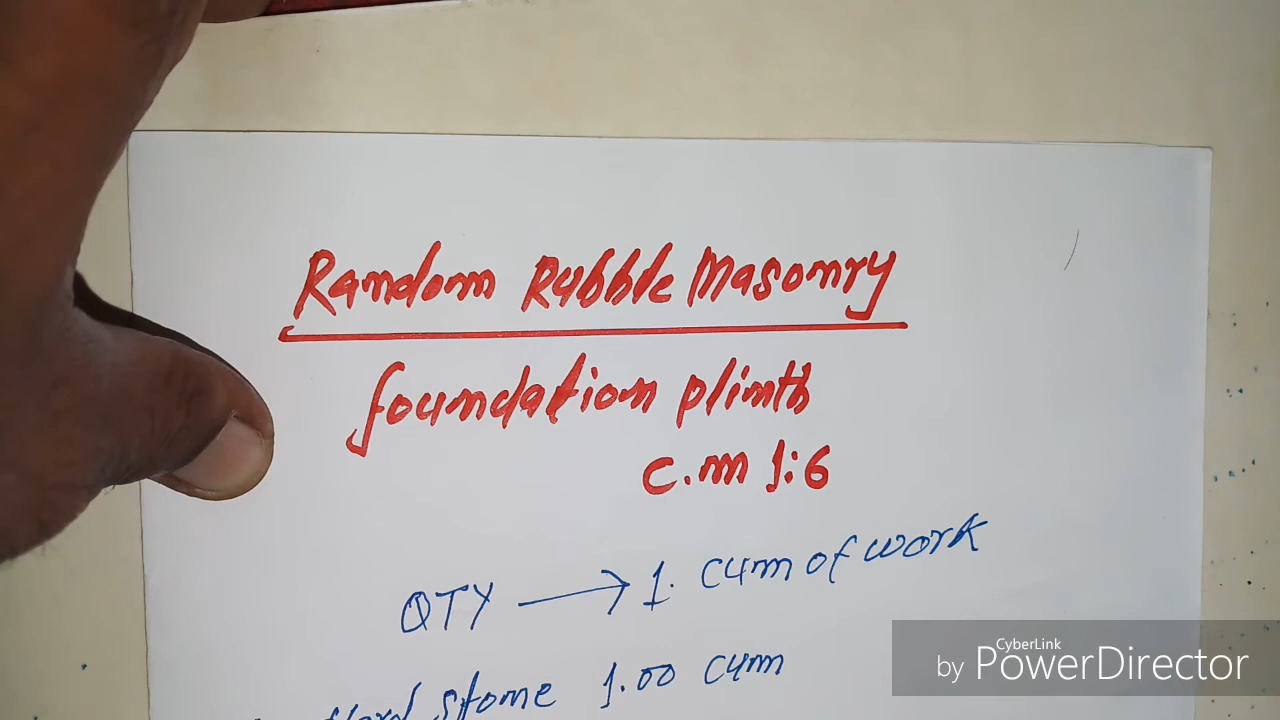 Random Rubble Masonry
foundation plinth
C.m 1:6
QTY → 1. cum of work
Hard stone 1.00 cum
CyberLink
by PowerDirector